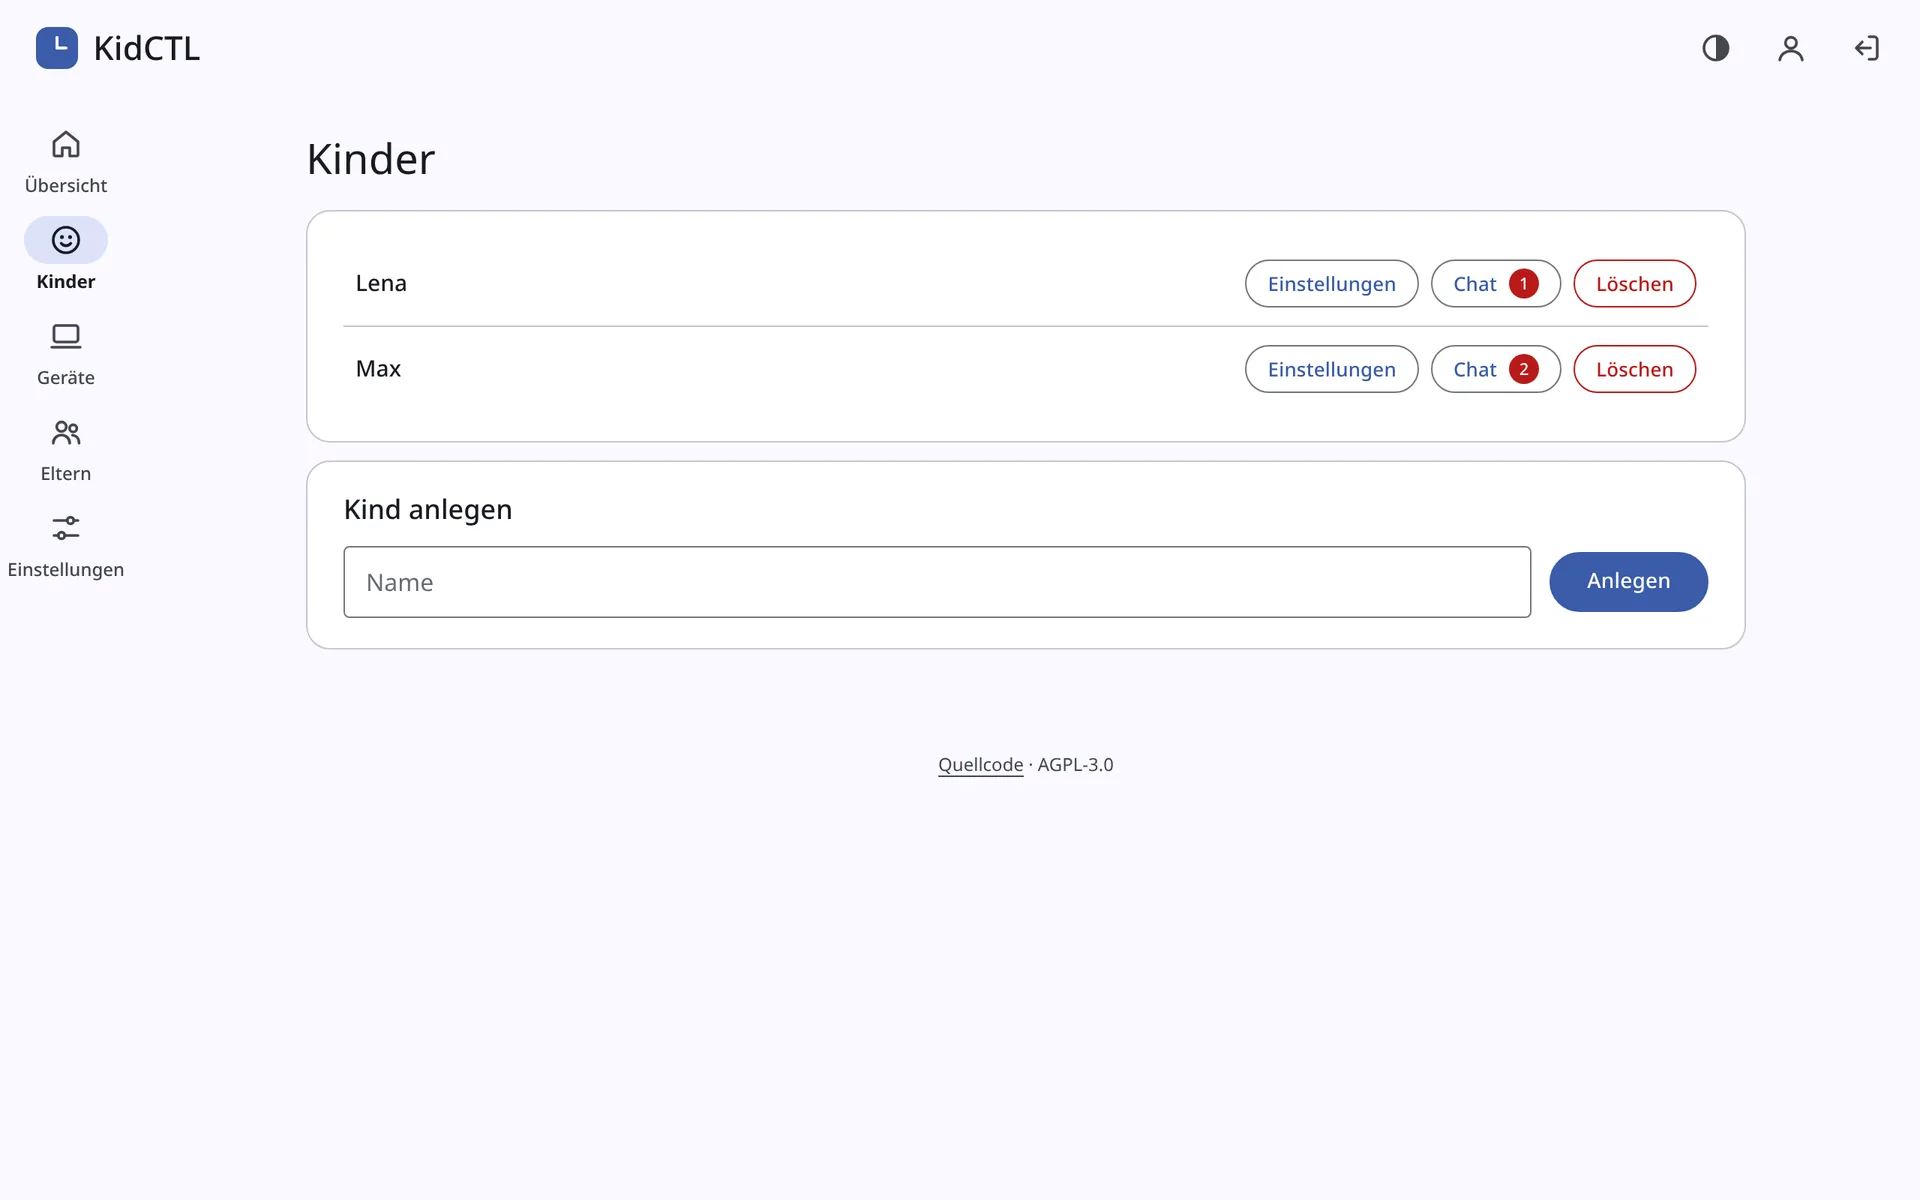 KidCTL
Übersicht
Kinder
Geräte
Eltern
Einstellungen
Kinder
Lena Einstellungen Chat 1 Löschen
Max Einstellungen Chat 2 Löschen
Kind anlegen
Name Anlegen
Quellcode · AGPL-3.0